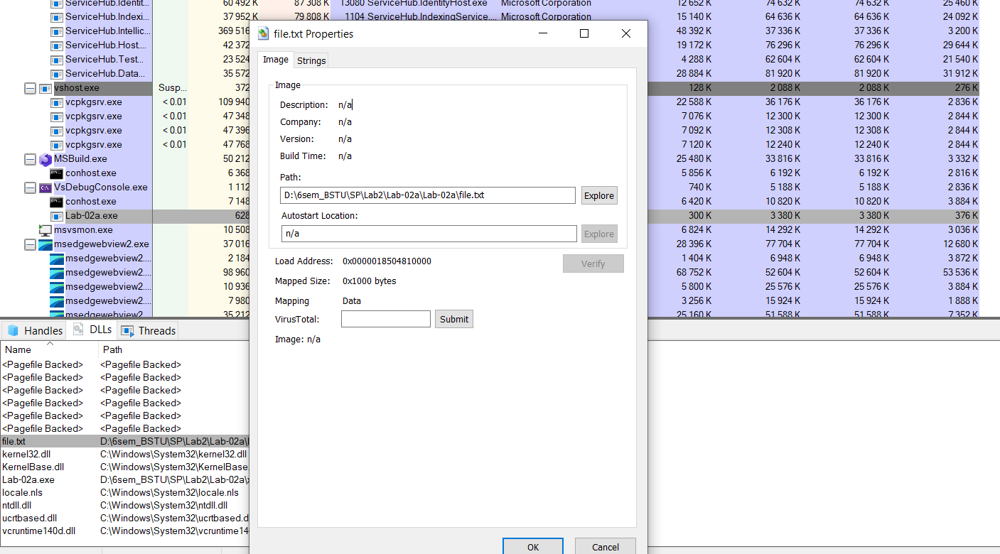 ServiceHub.Identit... 60 492 K 87 308 K 13080 ServiceHub.IdentityHost.exe Microsoft Corporation 12 652 K 74 632 K 74 632 K 25 460 K
ServiceHub.Indexi... 37 952 K 79 808 K 1104 ServiceHub.IndexingService.... Microsoft Corporation 15 140 K 64 636 K 64 636 K 24 092 K
ServiceHub.Intellic... 369 516 48 392 K 37 336 K 37 336 K 3 200 K
ServiceHub.Host.... 42 372 19 172 K 76 296 K 76 296 K 29 644 K
ServiceHub.Test... 23 524 4 288 K 62 604 K 62 604 K 21 540 K
ServiceHub.Data... 35 572 28 884 K 81 920 K 81 920 K 31 912 K
vshost.exe Susp... 372 128 K 2 088 K 2 088 K 276 K
vcpkgsrv.exe < 0.01 109 940 22 588 K 36 176 K 36 176 K 2 836 K
vcpkgsrv.exe < 0.01 47 348 7 076 K 12 300 K 12 300 K 2 844 K
vcpkgsrv.exe < 0.01 47 396 7 092 K 12 308 K 12 308 K 2 844 K
vcpkgsrv.exe < 0.01 47 768 7 120 K 12 240 K 12 240 K 2 844 K
MSBuild.exe 50 212 25 480 K 33 816 K 33 816 K 3 332 K
conhost.exe 6 368 5 856 K 6 192 K 6 192 K 2 816 K
VsDebugConsole.exe 1 112 740 K 5 188 K 5 188 K 2 836 K
conhost.exe 7 148 6 420 K 10 820 K 10 820 K 3 884 K
Lab-02a.exe 628 300 K 3 380 K 3 380 K 376 K
msvsmon.exe 10 508 6 824 K 14 292 K 14 292 K 3 036 K
msedgewebview2.exe 37 016 28 396 K 77 704 K 77 704 K 12 680 K
msedgewebview2.... 2 184 1 404 K 6 948 K 6 948 K 3 872 K
msedgewebview2.... 98 960 68 752 K 52 604 K 52 604 K 53 536 K
msedgewebview2.... 10 936 5 800 K 25 576 K 25 576 K 3 884 K
msedgewebview2.... 7 980 3 256 K 15 924 K 15 924 K 1 888 K
msedgewebview2.... 35 212 25 160 K 51 588 K 51 588 K 7 352 K
file.txt Properties
Image Strings
Image
Description: n/a
Company: n/a
Version: n/a
Build Time: n/a
Path:
D:\6sem_BSTU\SP\Lab2\Lab-02a\Lab-02a\file.txt Explore
Autostart Location:
n/a Explore
Load Address: 0x0000018504810000 Verify
Mapped Size: 0x1000 bytes
Mapping Data
VirusTotal: Submit
Image: n/a
OK Cancel
Handles DLLs Threads
Name Path
<Pagefile Backed> <Pagefile Backed>
<Pagefile Backed> <Pagefile Backed>
<Pagefile Backed> <Pagefile Backed>
<Pagefile Backed> <Pagefile Backed>
<Pagefile Backed> <Pagefile Backed>
<Pagefile Backed> <Pagefile Backed>
file.txt D:\6sem_BSTU\SP\Lab2\Lab-02a\
kernel32.dll C:\Windows\System32\kernel32.dll
KernelBase.dll C:\Windows\System32\KernelBase.
Lab-02a.exe D:\6sem_BSTU\SP\Lab2\Lab-02a\
locale.nls C:\Windows\System32\locale.nls
ntdll.dll C:\Windows\System32\ntdll.dll
ucrtbased.dll C:\Windows\System32\ucrtbased.d
vcruntime140d.dll C:\Windows\System32\vcruntime140